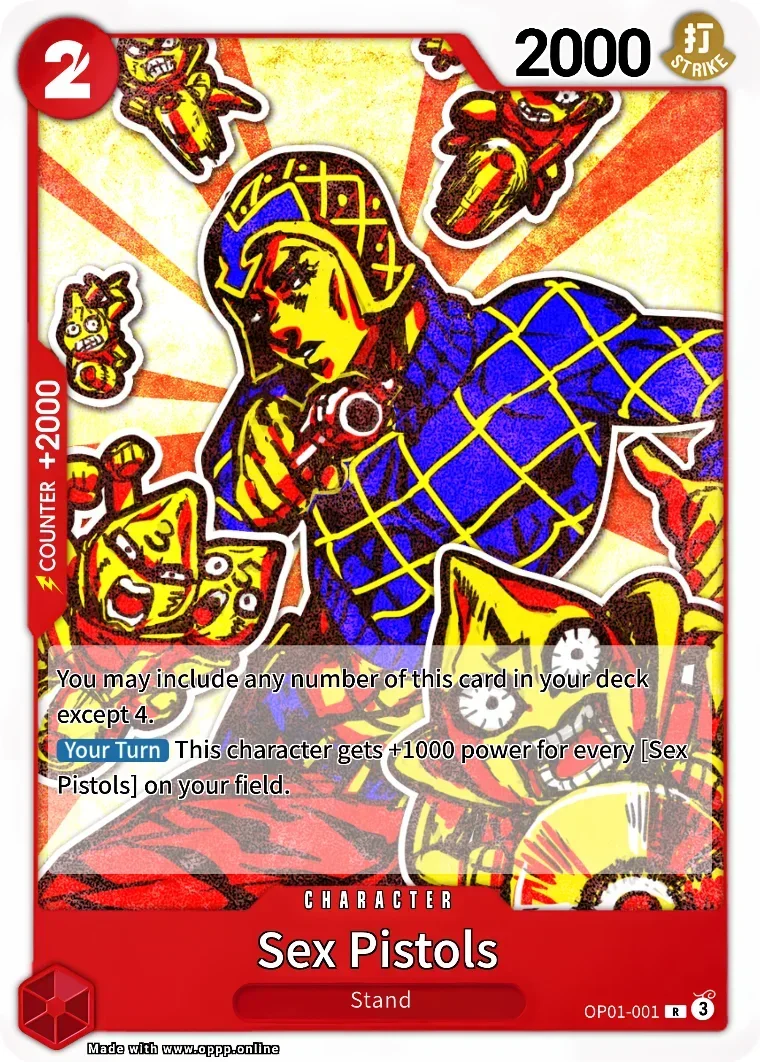 2
2000
打
STRIKE
COUNTER +2000
You may include any number of this card in your deck
except 4.
Your Turn This character gets +1000 power for every [Sex
Pistols] on your field.
CHARACTER
Sex Pistols
Stand
OP01-001 R 3
Made with www.oppp.online